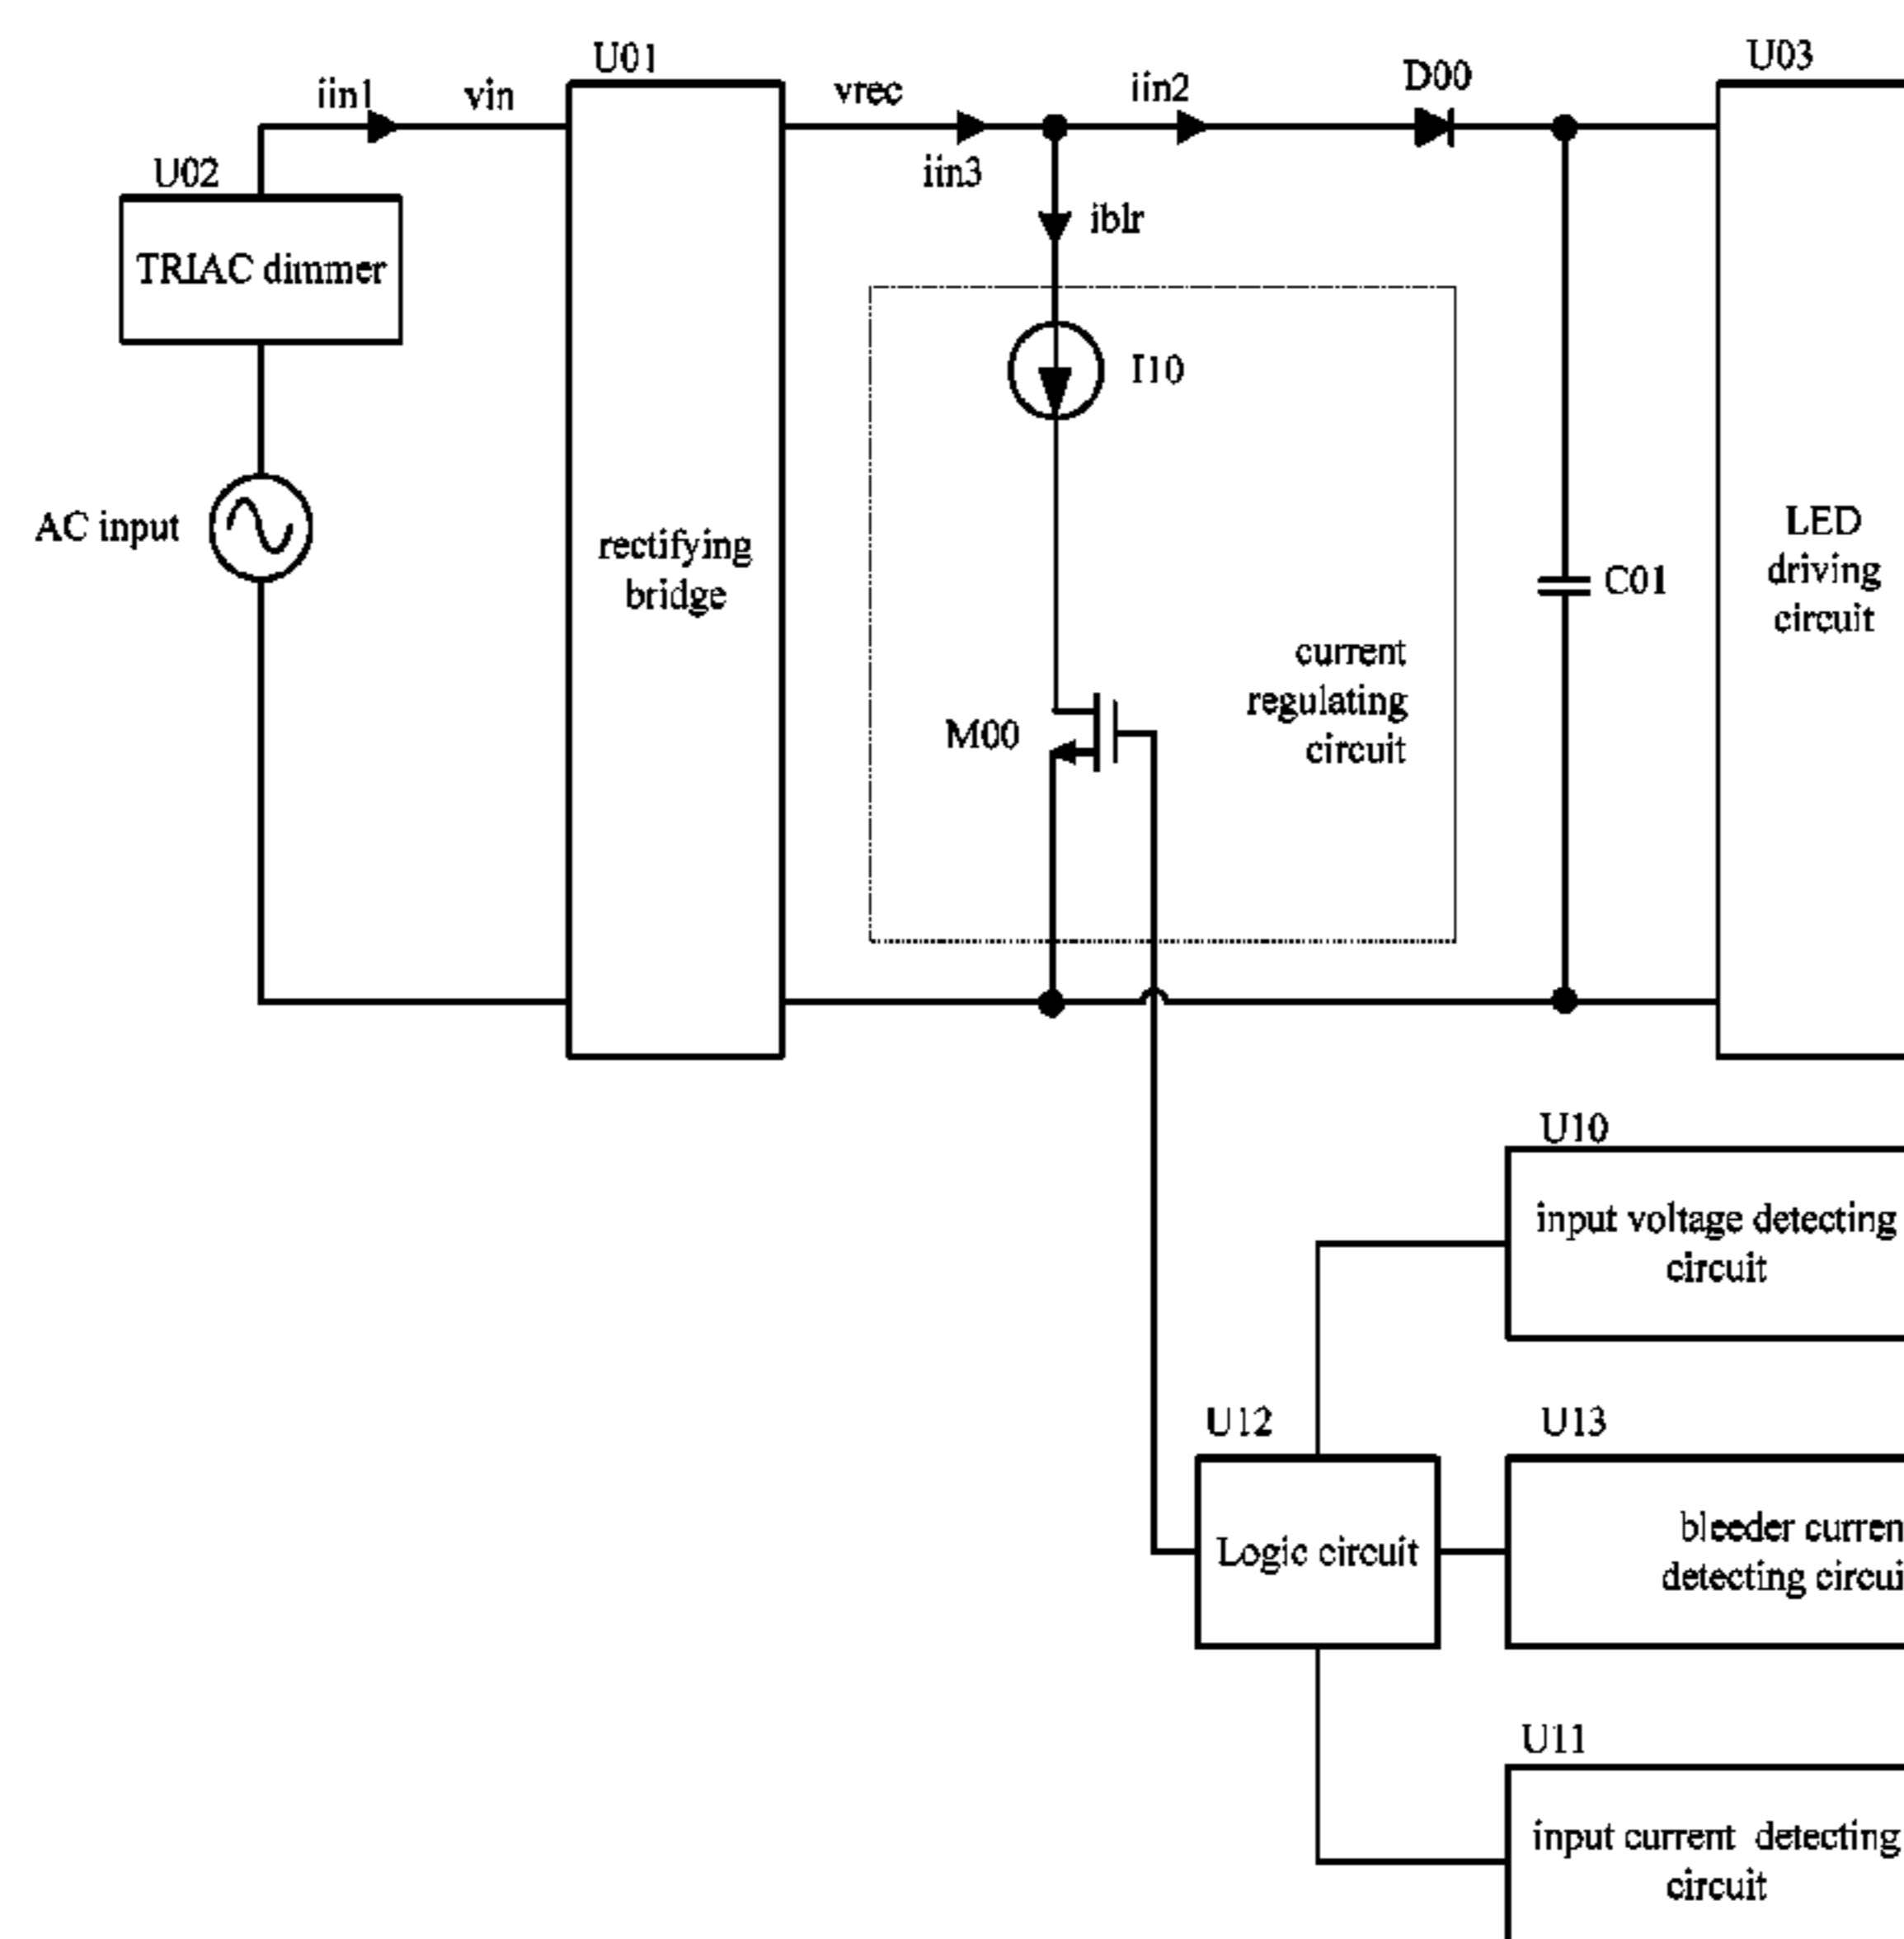 U01
U03
iin1
vin
vrec
iin2
D00
U02
iin3
iblr
TRIAC dimmer
I10
AC input
rectifying
bridge
LED
driving
circuit
C01
current
regulating
circuit
M00
U10
input voltage detecting
circuit
U12
U13
Logic circuit
bleeder curren
detecting circui
U11
input current detecting
circuit